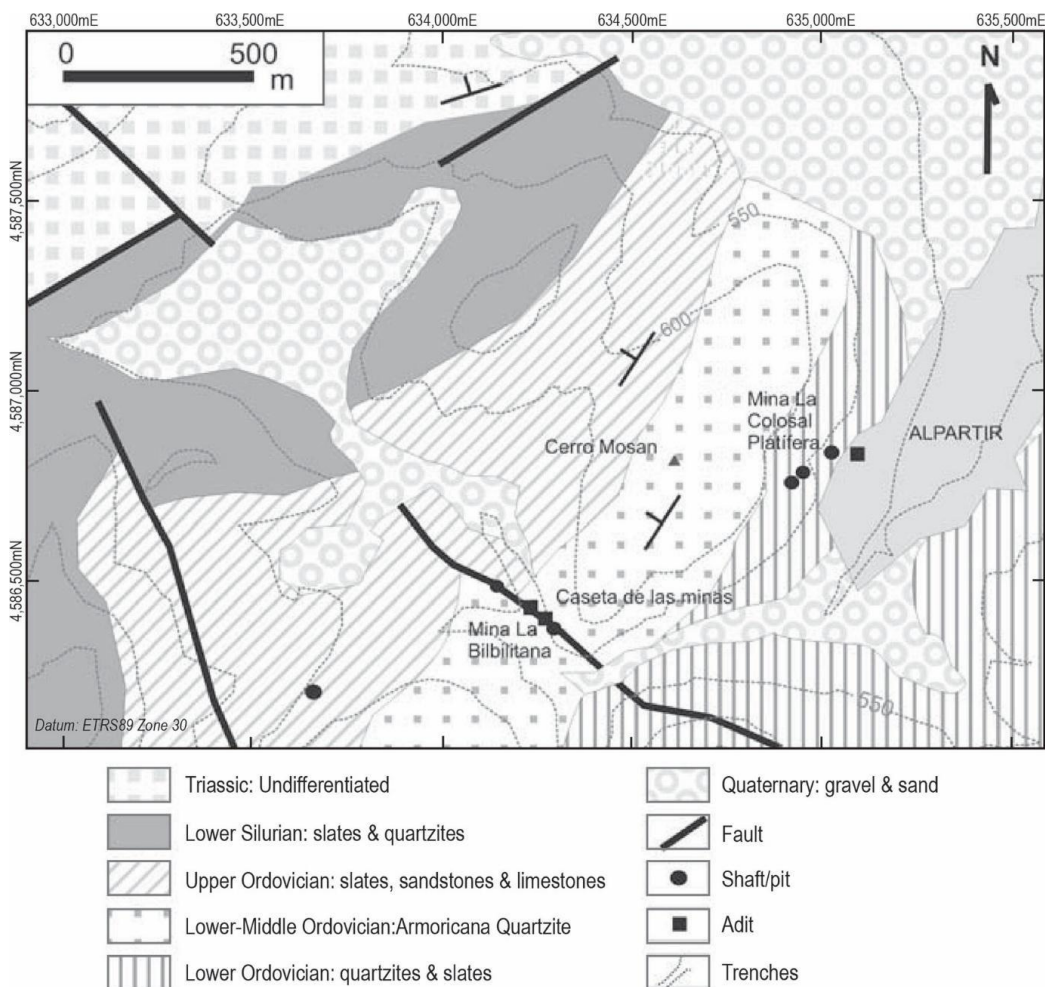 633,000mE 633,500mE 634,000mE 634,500mE 635,000mE 635,500mE
0 500
m
N
4,587,500mN
550
600
4,587,000mN
Mina La
Colosal
Platífera
ALPARTIR
Cerro Mosan
4,586,500mN
Caseta de las minas
Mina La
Bilbilitana
550
Datum: ETRS89 Zone 30
Triassic: Undifferentiated
Lower Silurian: slates & quartzites
Upper Ordovician: slates, sandstones & limestones
Lower-Middle Ordovician:Armoricana Quartzite
Lower Ordovician: quartzites & slates
Quaternary: gravel & sand
Fault
Shaft/pit
Adit
Trenches